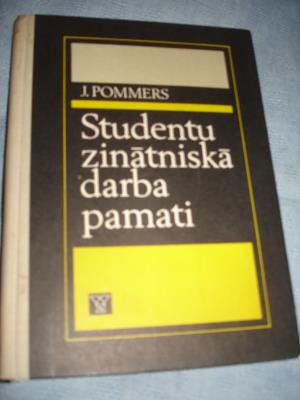 J. POMMERS
Studentu
zinātniskā
darba
pamati